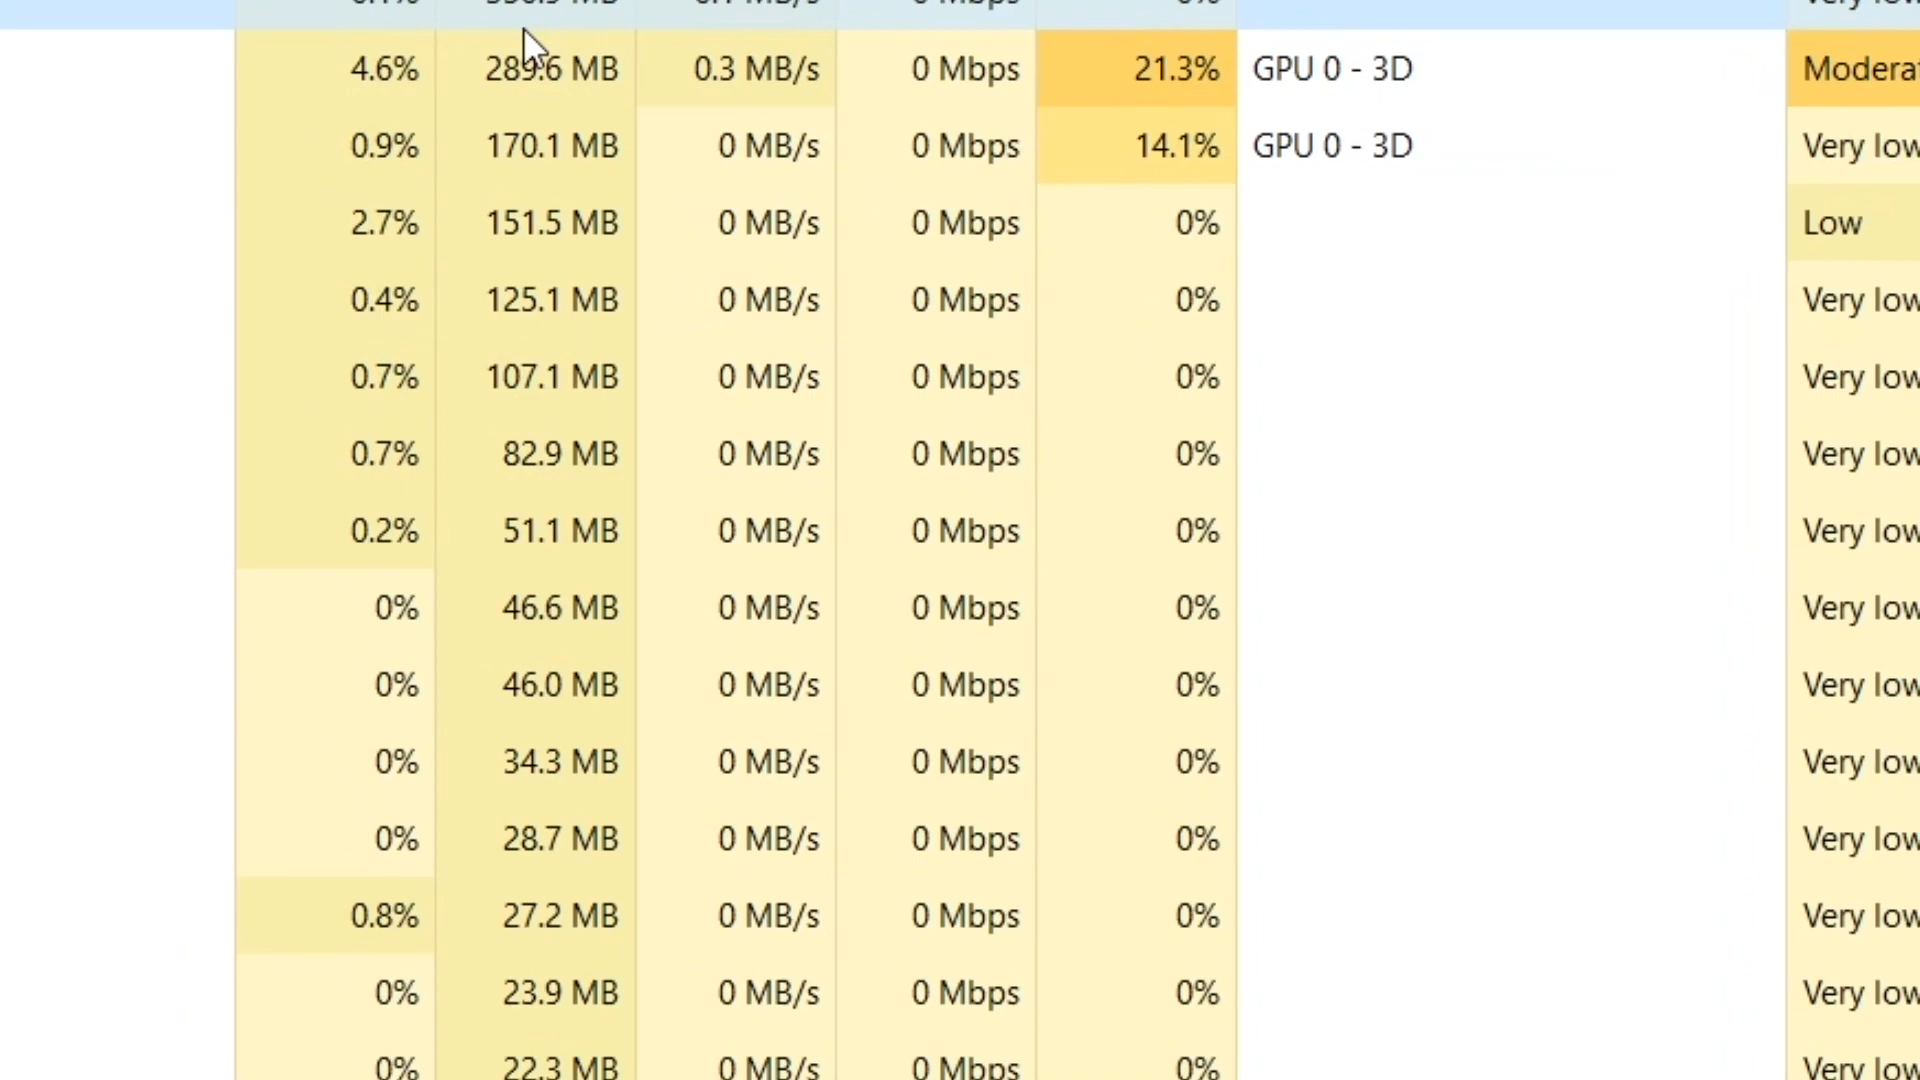 4.6% 289.6 MB 0.3 MB/s 0 Mbps 21.3% GPU 0 - 3D
0.9% 170.1 MB 0 MB/s 0 Mbps 14.1% GPU 0 - 3D Very low
2.7% 151.5 MB 0 MB/s 0 Mbps 0% Low
0.4% 125.1 MB 0 MB/s 0 Mbps 0% Very low
0.7% 107.1 MB 0 MB/s 0 Mbps 0% Very low
0.7% 82.9 MB 0 MB/s 0 Mbps 0% Very low
0.2% 51.1 MB 0 MB/s 0 Mbps 0% Very low
0% 46.6 MB 0 MB/s 0 Mbps 0% Very low
0% 46.0 MB 0 MB/s 0 Mbps 0% Very low
0% 34.3 MB 0 MB/s 0 Mbps 0% Very low
0% 28.7 MB 0 MB/s 0 Mbps 0% Very low
0.8% 27.2 MB 0 MB/s 0 Mbps 0% Very low
0% 23.9 MB 0 MB/s 0 Mbps 0% Very low
0% 22.3 MB 0 MB/s 0 Mbps 0% Very low